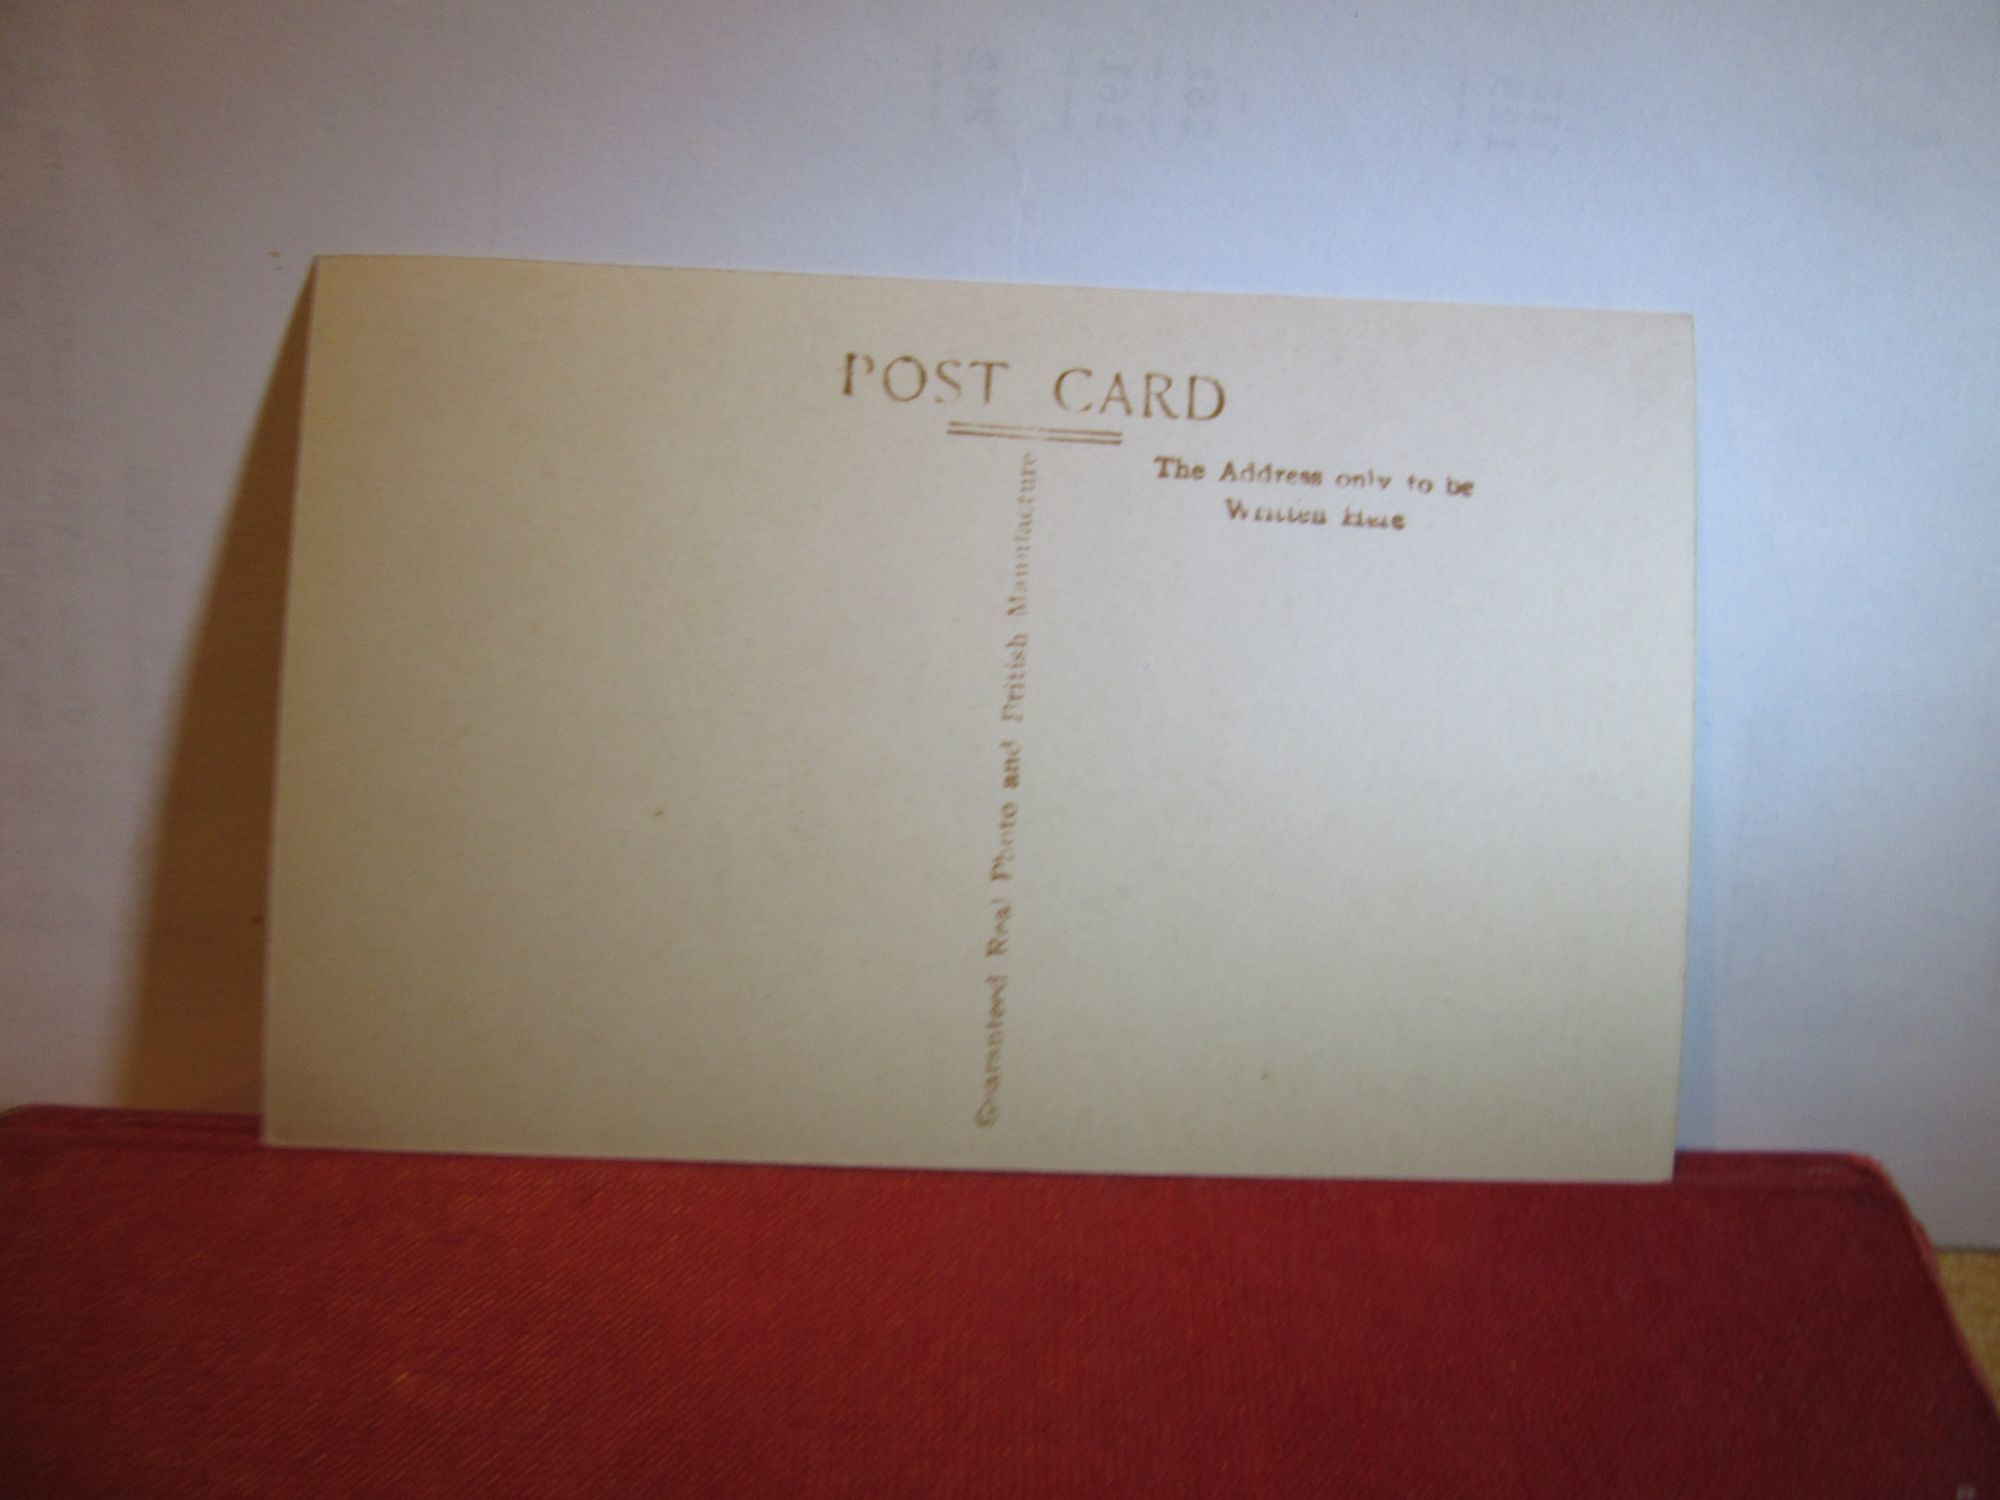 POST CARD
The Address only to be
Written Here
Guaranteed Real Photo and British Manufacture